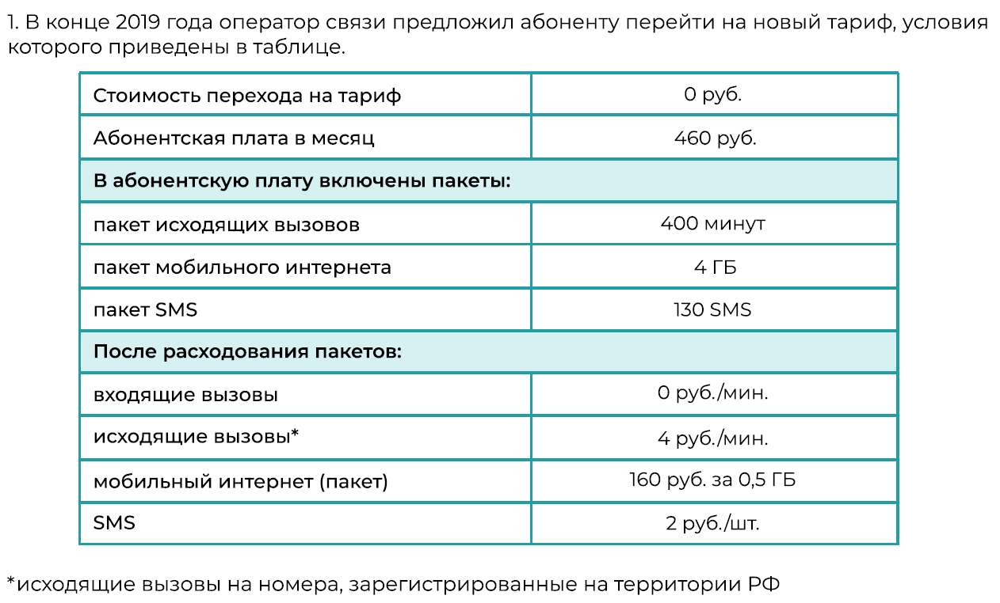 1. В конце 2019 года оператор связи предложил абоненту перейти на новый тариф, условия
которого приведены в таблице.
Стоимость перехода на тариф 0 руб.
Абонентская плата в месяц 460 руб.
В абонентскую плату включены пакеты:
пакет исходящих вызовов 400 минут
пакет мобильного интернета 4 ГБ
пакет SMS 130 SMS
После расходования пакетов:
входящие вызовы 0 руб./мин.
исходящие вызовы* 4 руб./мин.
мобильный интернет (пакет) 160 руб. за 0,5 ГБ
SMS 2 руб./шт.
*исходящие вызовы на номера, зарегистрированные на территории РФ